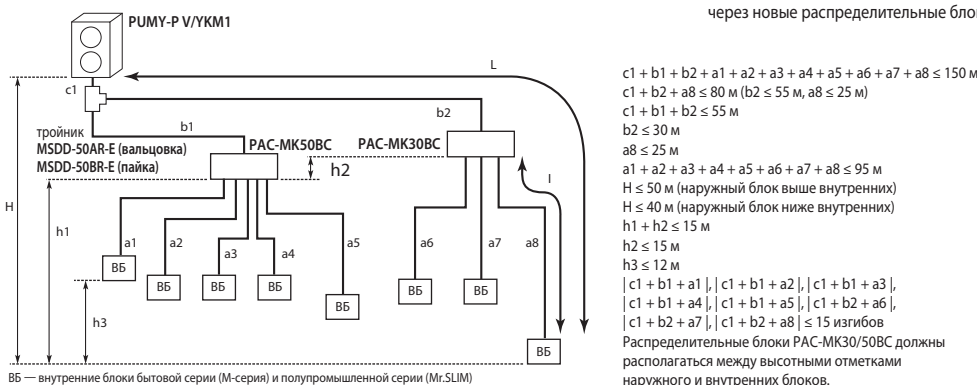 через новые распределительные бло
PUMY-P V/YKM1
L
c1
b2
b1
тройник
MSDD-50AR-E (вальцовка)
MSDD-50BR-E (пайка)
PAC-MK50BC
PAC-MK30BC
h2
I
H
h1
a1
a2
a3
a4
a5
a6
a7
a8
ВБ
ВБ
ВБ
ВБ
ВБ
ВБ
ВБ
ВБ
h3
ВБ — внутренние блоки бытовой серии (М-серия) и полупромышленной серии (Mr.SLIM)
c1 + b1 + b2 + a1 + a2 + a3 + a4 + a5 + a6 + a7 + a8 ≤ 150 м
c1 + b2 + a8 ≤ 80 м (b2 ≤ 55 м, a8 ≤ 25 м)
c1 + b1 + b2 ≤ 55 м
b2 ≤ 30 м
a8 ≤ 25 м
a1 + a2 + a3 + a4 + a5 + a6 + a7 + a8 ≤ 95 м
H ≤ 50 м (наружный блок выше внутренних)
H ≤ 40 м (наружный блок ниже внутренних)
h1 + h2 ≤ 15 м
h2 ≤ 15 м
h3 ≤ 12 м
| c1 + b1 + a1 |, | c1 + b1 + a2 |, | c1 + b1 + a3 |,
| c1 + b1 + a4 |, | c1 + b1 + a5 |, | c1 + b2 + a6 |,
| c1 + b2 + a7 |, | c1 + b2 + a8 | ≤ 15 изгибов
Распределительные блоки PAC-MK30/50BC должны
располагаться между высотными отметками
наружного и внутренних блоков.